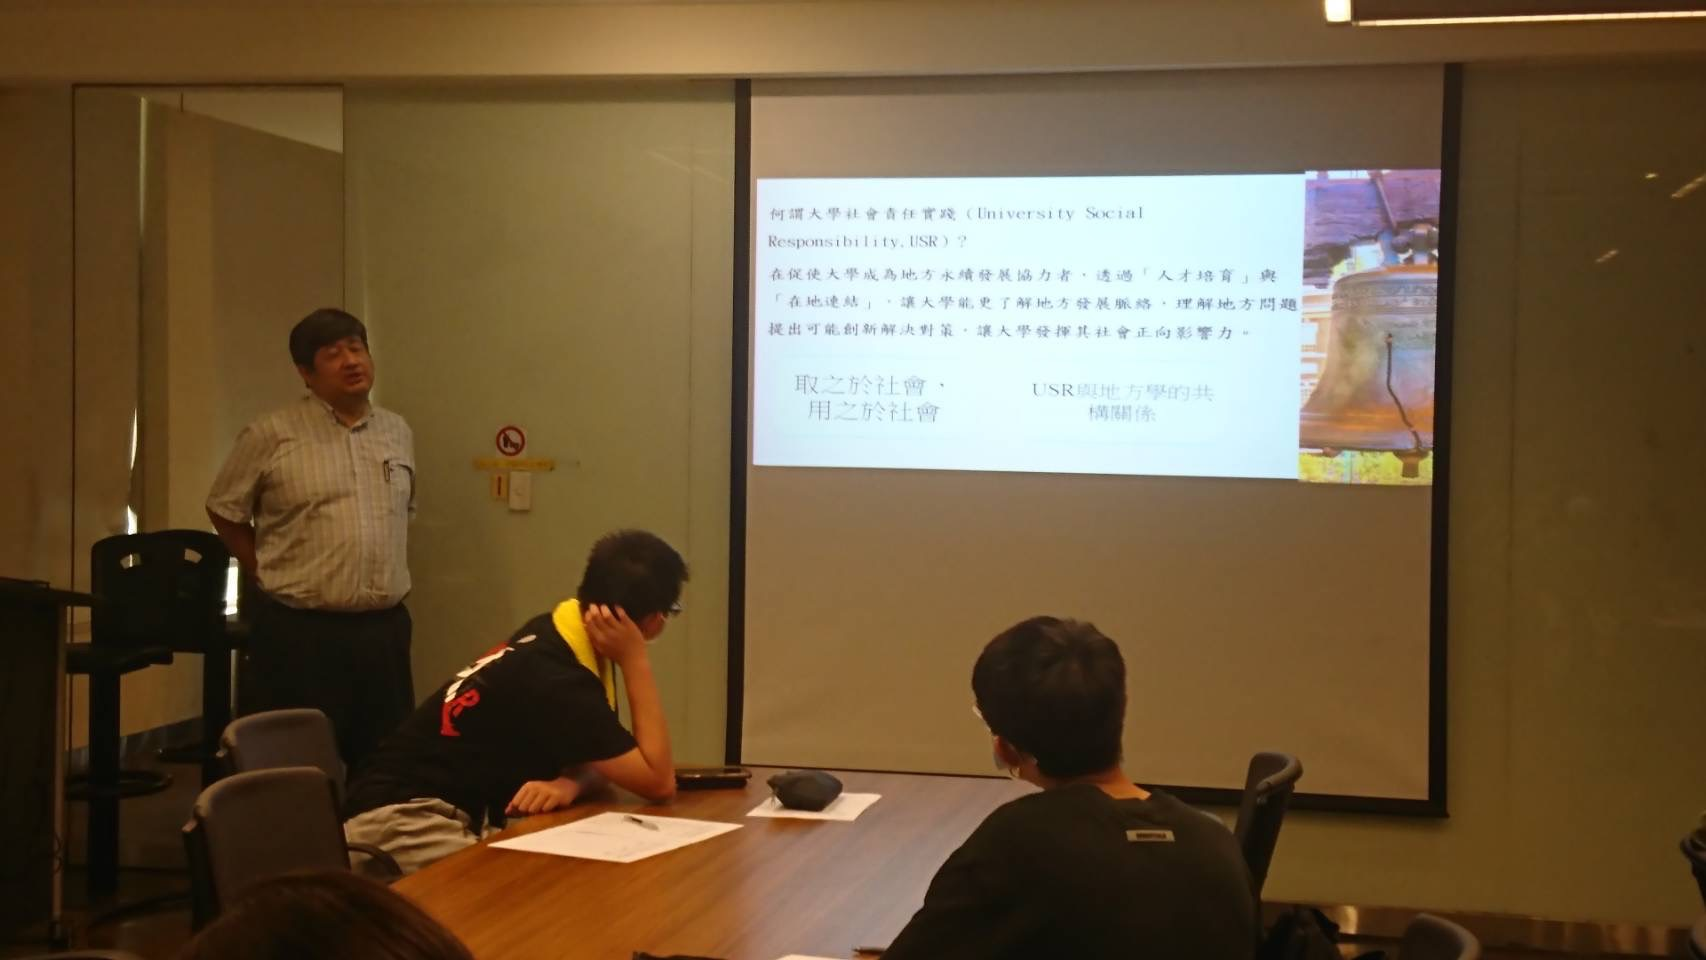 何謂大學社會責任實踐（University Social
Responsibility,USR）？
在促使大學成為地方永續發展協力者，透過「人才培育」與
「在地連結」，讓大學能更了解地方發展脈絡，理解地方問題
提出可能創新解決對策，讓大學發揮其社會正向影響力。
取之於社會、
用之於社會
USR與地方學的共
構關係